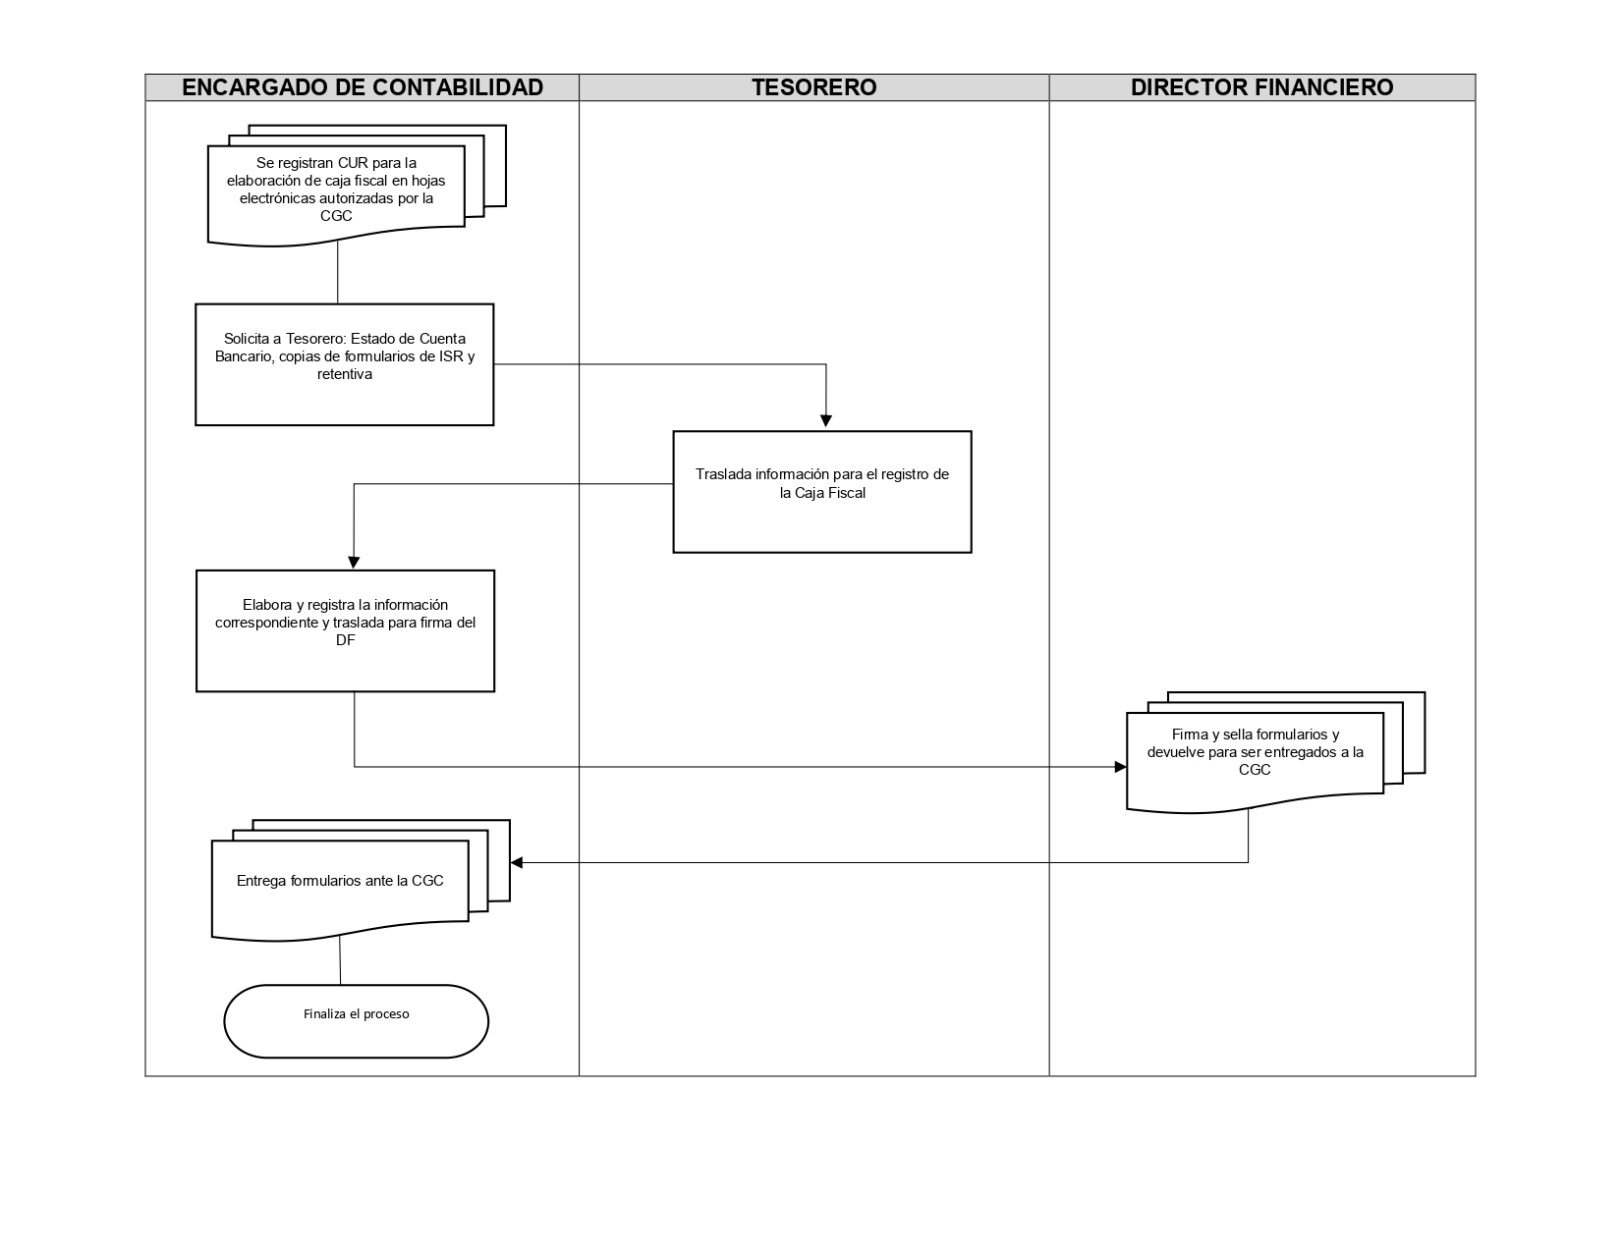 ENCARGADO DE CONTABILIDAD
TESORERO
DIRECTOR FINANCIERO
Se registran CUR para la
elaboración de caja fiscal en hojas
electrónicas autorizadas por la
CGC
Solicita a Tesorero: Estado de Cuenta
Bancario, copias de formularios de ISR y
retentiva
Traslada información para el registro de
la Caja Fiscal
Elabora y registra la información
correspondiente y traslada para firma del
DF
Firma y sella formularios y
devuelve para ser entregados a la
CGC
Entrega formularios ante la CGC
Finaliza el proceso